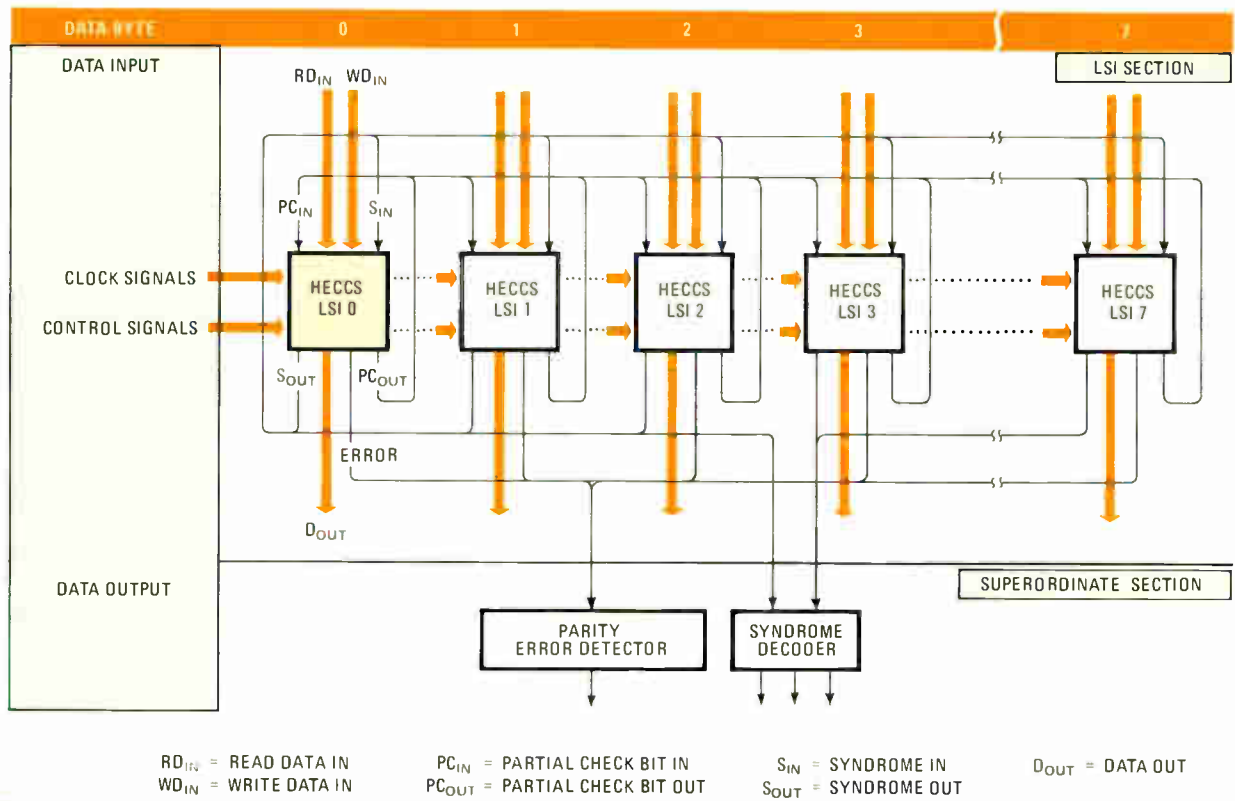 DATA BYTE 0 1 2 3 7
DATA INPUT
LSI SECTION
RDIN WDIN
PCIN SIN
CLOCK SIGNALS
CONTROL SIGNALS
HECCS
LSI 0
HECCS
LSI 1
HECCS
LSI 2
HECCS
LSI 3
HECCS
LSI 7
SOUT PCOUT
ERROR
DOUT
DATA OUTPUT
SUPERORDINATE SECTION
PARITY
ERROR DETECTOR
SYNDROME
DECODER
RDIN = READ DATA IN
WDIN = WRITE DATA IN
PCIN = PARTIAL CHECK BIT IN
PCOUT = PARTIAL CHECK BIT OUT
SIN = SYNDROME IN
SOUT = SYNDROME OUT
DOUT = DATA OUT